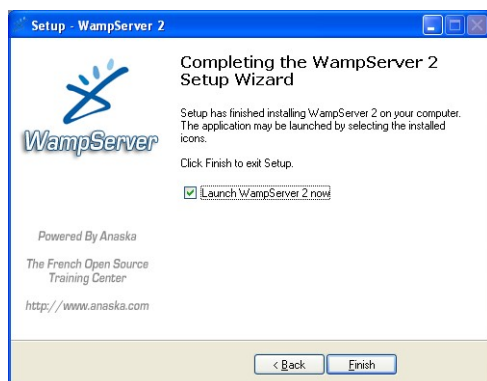 Setup - WampServer 2
Completing the WampServer 2
Setup Wizard
Setup has finished installing WampServer 2 on your computer.
The application may be launched by selecting the installed
icons.
Click Finish to exit Setup.
Launch WampServer 2 now
WampServer
Powered By Anaska
The French Open Source
Training Center
http://www.anaska.com
< Back
Finish